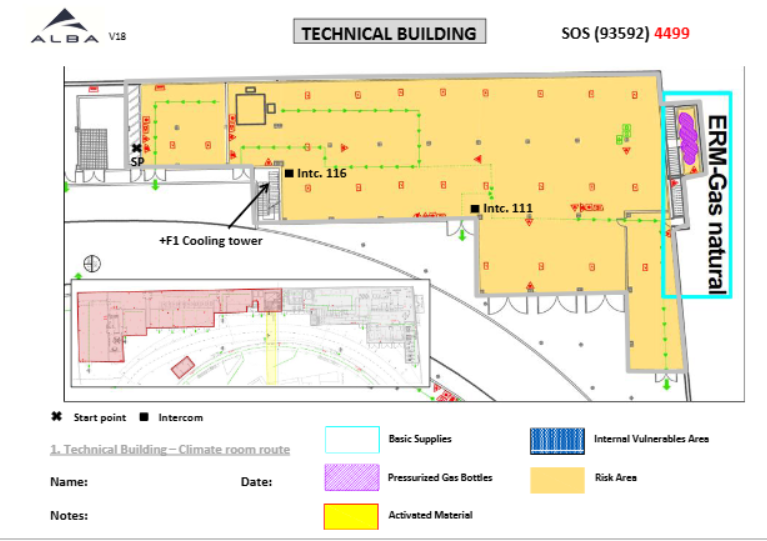 ALBA V18
TECHNICAL BUILDING
SOS (93592) 4499
SP
Intc. 116
Intc. 111
+F1 Cooling tower
ERM-Gas natural
Start point
Intercom
1. Technical Building – Climate room route
Name:
Date:
Notes:
Basic Supplies
Pressurized Gas Bottles
Activated Material
Internal Vulnerables Area
Risk Area